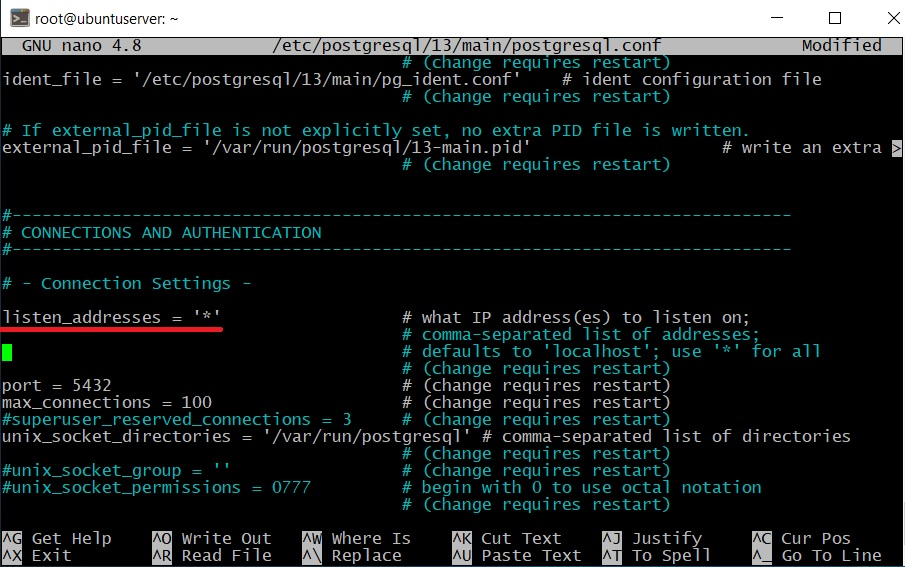 root@ubuntuserver: ~
GNU nano 4.8 /etc/postgresql/13/main/postgresql.conf Modified
# (change requires restart)
ident_file = '/etc/postgresql/13/main/pg_ident.conf' # ident configuration file
# (change requires restart)
# If external_pid_file is not explicitly set, no extra PID file is written.
external_pid_file = '/var/run/postgresql/13-main.pid' # write an extra >
# (change requires restart)
#------------------------------------------------------------------------------
# CONNECTIONS AND AUTHENTICATION
#------------------------------------------------------------------------------
# - Connection Settings -
listen_addresses = '*' # what IP address(es) to listen on;
# comma-separated list of addresses;
# defaults to 'localhost'; use '*' for all
# (change requires restart)
port = 5432 # (change requires restart)
max_connections = 100 # (change requires restart)
#superuser_reserved_connections = 3 # (change requires restart)
unix_socket_directories = '/var/run/postgresql' # comma-separated list of directories
# (change requires restart)
#unix_socket_group = '' # (change requires restart)
#unix_socket_permissions = 0777 # begin with 0 to use octal notation
# (change requires restart)
^G Get Help ^O Write Out ^W Where Is ^K Cut Text ^J Justify ^C Cur Pos
^X Exit ^R Read File ^\ Replace ^U Paste Text ^T To Spell ^_ Go To Line